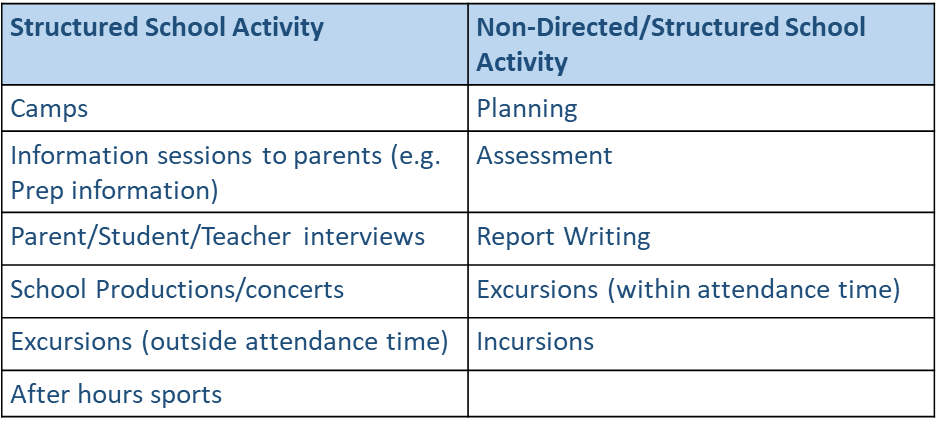 Structured School Activity
Non-Directed/Structured School
Activity
Camps
Planning
Information sessions to parents (e.g.
Prep information)
Assessment
Parent/Student/Teacher interviews
Report Writing
School Productions/concerts
Excursions (within attendance time)
Excursions (outside attendance time)
Incursions
After hours sports